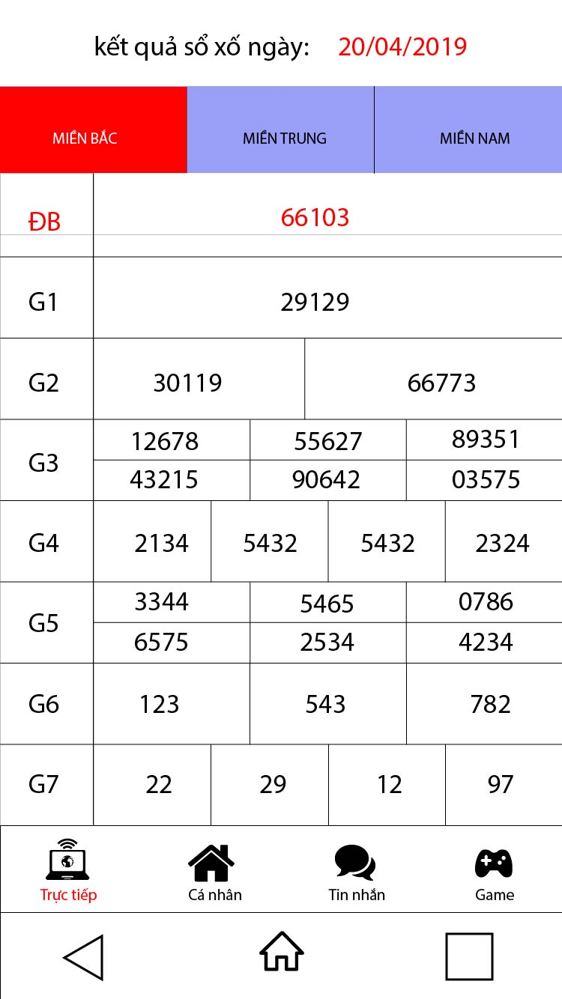 kết quả sổ xố ngày: 20/04/2019
MIỀN BẮC MIỀN TRUNG MIỀN NAM
ĐB 66103
G1 29129
G2 30119 66773
G3 12678 55627 89351
43215 90642 03575
G4 2134 5432 5432 2324
G5 3344 5465 0786
6575 2534 4234
G6 123 543 782
G7 22 29 12 97
Trực tiếp Cá nhân Tin nhắn Game